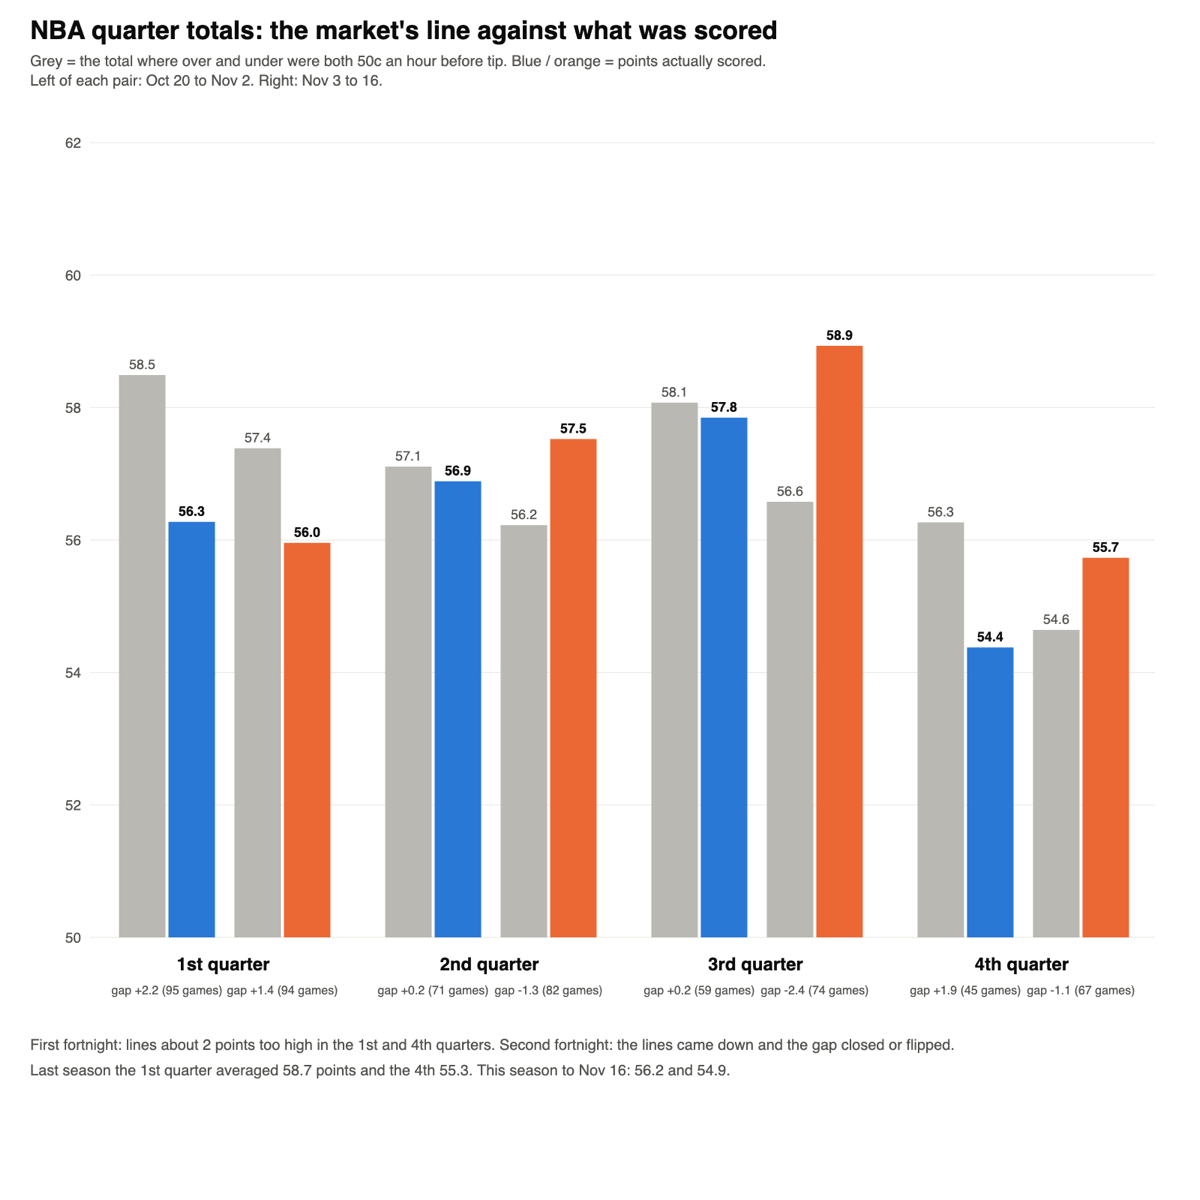 NBA quarter totals: the market's line against what was scored
Grey = the total where over and under were both 50c an hour before tip. Blue / orange = points actually scored.
Left of each pair: Oct 20 to Nov 2. Right: Nov 3 to 16.
62
60
58
56
54
52
50
58.5
56.3
57.4
56.0
57.1
56.9
56.2
57.5
58.1
57.8
56.6
58.9
56.3
54.4
54.6
55.7
1st quarter
gap +2.2 (95 games) gap +1.4 (94 games)
2nd quarter
gap +0.2 (71 games) gap -1.3 (82 games)
3rd quarter
gap +0.2 (59 games) gap -2.4 (74 games)
4th quarter
gap +1.9 (45 games) gap -1.1 (67 games)
First fortnight: lines about 2 points too high in the 1st and 4th quarters. Second fortnight: the lines came down and the gap closed or flipped.
Last season the 1st quarter averaged 58.7 points and the 4th 55.3. This season to Nov 16: 56.2 and 54.9.